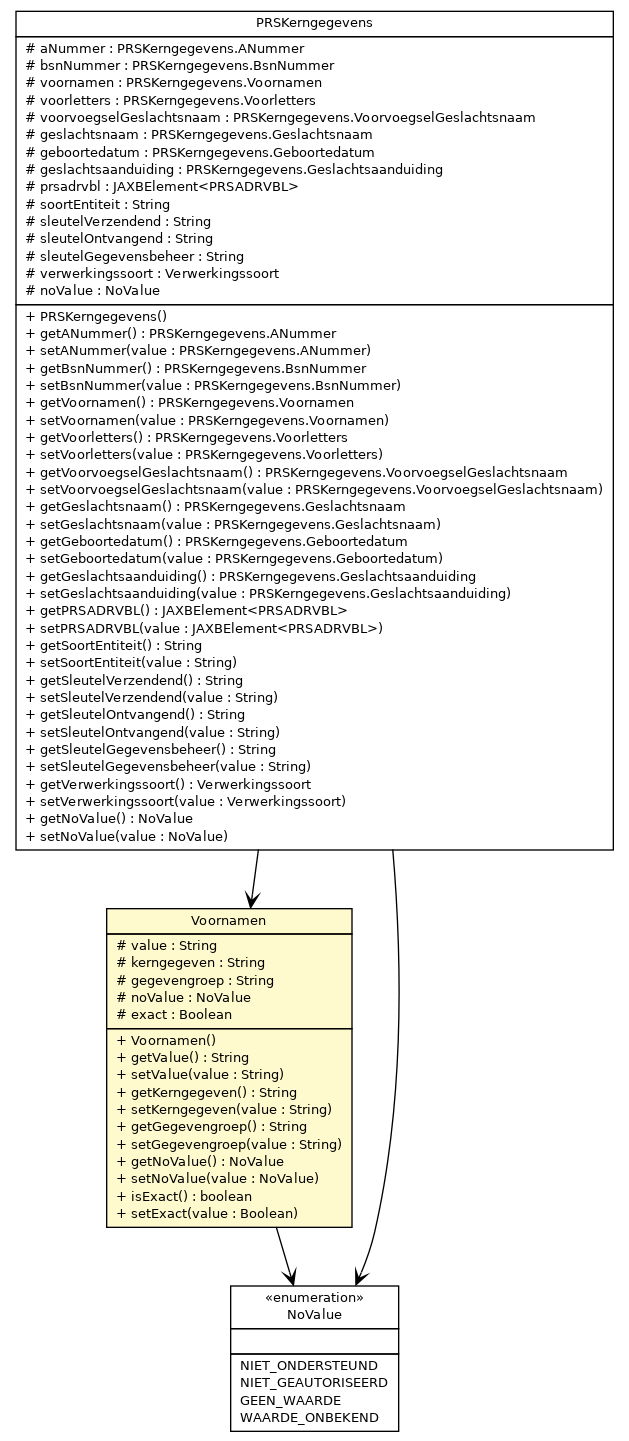 PRSKerngegevens
# aNummer : PRSKerngegevens.ANummer
# bsnNummer : PRSKerngegevens.BsnNummer
# voornamen : PRSKerngegevens.Voornamen
# voorletters : PRSKerngegevens.Voorletters
# voorvoegselGeslachtsnaam : PRSKerngegevens.VoorvoegselGeslachtsnaam
# geslachtsnaam : PRSKerngegevens.Geslachtsnaam
# geboortedatum : PRSKerngegevens.Geboortedatum
# geslachtsaanduiding : PRSKerngegevens.Geslachtsaanduiding
# prsadrvbl : JAXBElement<PRSADRVBL>
# soortEntiteit : String
# sleutelVerzendend : String
# sleutelOntvangend : String
# sleutelGegevensbeheer : String
# verwerkingssoort : Verwerkingssoort
# noValue : NoValue
+ PRSKerngegevens()
+ getANummer() : PRSKerngegevens.ANummer
+ setANummer(value : PRSKerngegevens.ANummer)
+ getBsnNummer() : PRSKerngegevens.BsnNummer
+ setBsnNummer(value : PRSKerngegevens.BsnNummer)
+ getVoornamen() : PRSKerngegevens.Voornamen
+ setVoornamen(value : PRSKerngegevens.Voornamen)
+ getVoorletters() : PRSKerngegevens.Voorletters
+ setVoorletters(value : PRSKerngegevens.Voorletters)
+ getVoorvoegselGeslachtsnaam() : PRSKerngegevens.VoorvoegselGeslachtsnaam
+ setVoorvoegselGeslachtsnaam(value : PRSKerngegevens.VoorvoegselGeslachtsnaam)
+ getGeslachtsnaam() : PRSKerngegevens.Geslachtsnaam
+ setGeslachtsnaam(value : PRSKerngegevens.Geslachtsnaam)
+ getGeboortedatum() : PRSKerngegevens.Geboortedatum
+ setGeboortedatum(value : PRSKerngegevens.Geboortedatum)
+ getGeslachtsaanduiding() : PRSKerngegevens.Geslachtsaanduiding
+ setGeslachtsaanduiding(value : PRSKerngegevens.Geslachtsaanduiding)
+ getPRSADRVBL() : JAXBElement<PRSADRVBL>
+ setPRSADRVBL(value : JAXBElement<PRSADRVBL>)
+ getSoortEntiteit() : String
+ setSoortEntiteit(value : String)
+ getSleutelVerzendend() : String
+ setSleutelVerzendend(value : String)
+ getSleutelOntvangend() : String
+ setSleutelOntvangend(value : String)
+ getSleutelGegevensbeheer() : String
+ setSleutelGegevensbeheer(value : String)
+ getVerwerkingssoort() : Verwerkingssoort
+ setVerwerkingssoort(value : Verwerkingssoort)
+ getNoValue() : NoValue
+ setNoValue(value : NoValue)
Voornamen
# value : String
# kerngegeven : String
# gegevengroep : String
# noValue : NoValue
# exact : Boolean
+ Voornamen()
+ getValue() : String
+ setValue(value : String)
+ getKerngegeven() : String
+ setKerngegeven(value : String)
+ getGegevengroep() : String
+ setGegevengroep(value : String)
+ getNoValue() : NoValue
+ setNoValue(value : NoValue)
+ isExact() : boolean
+ setExact(value : Boolean)
«enumeration»
NoValue
NIET_ONDERSTEUND
NIET_GEAUTORISEERD
GEEN_WAARDE
WAARDE_ONBEKEND